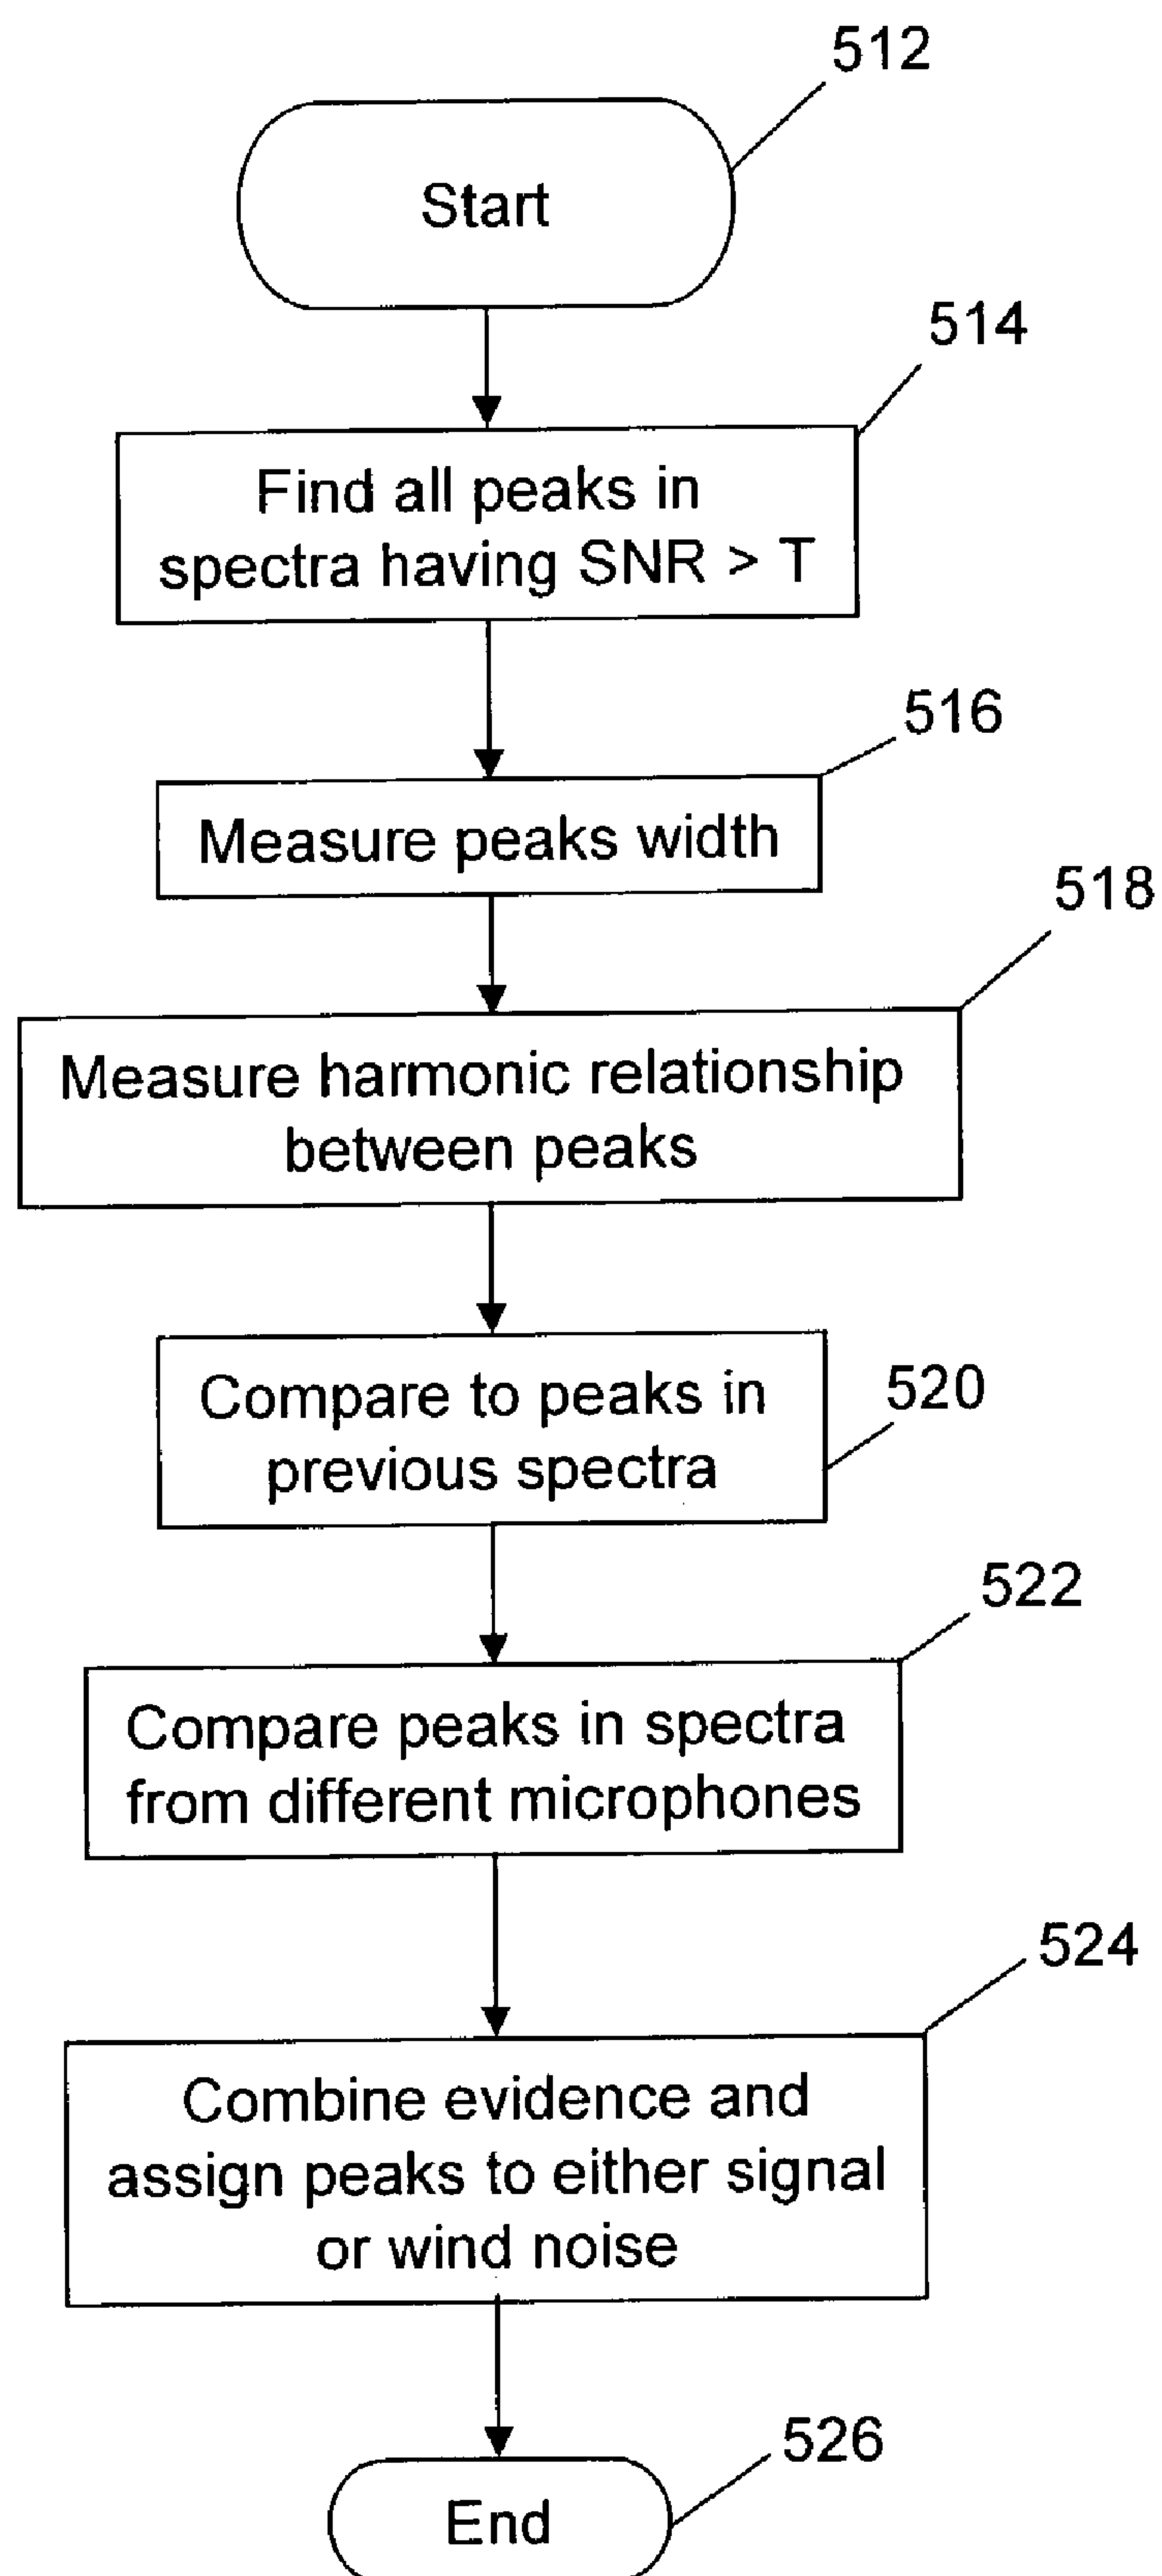 512
Start
514
Find all peaks in
spectra having SNR > T
516
Measure peaks width
518
Measure harmonic relationship
between peaks
520
Compare to peaks in
previous spectra
522
Compare peaks in spectra
from different microphones
524
Combine evidence and
assign peaks to either signal
or wind noise
526
End